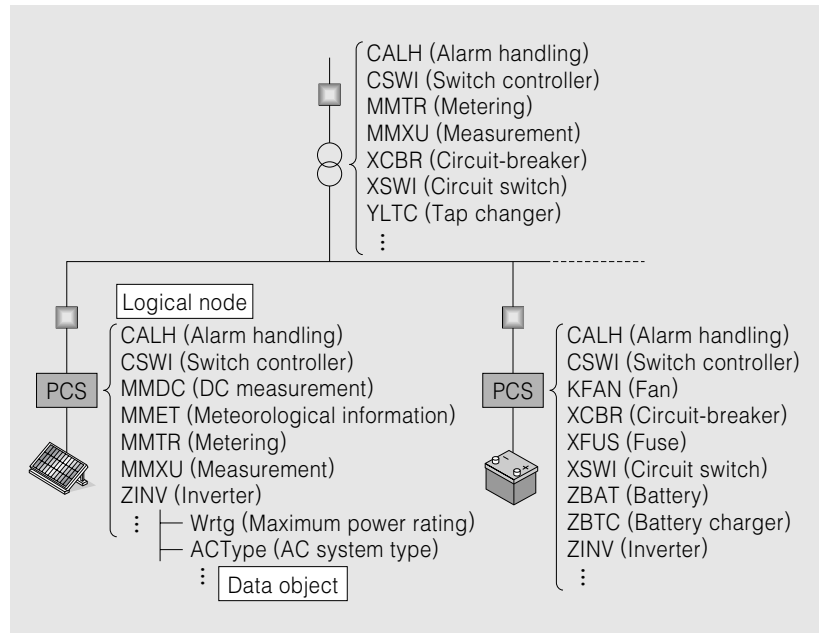 CALH (Alarm handling)
CSWI (Switch controller)
MMTR (Metering)
MMXU (Measurement)
XCBR (Circuit-breaker)
XSWI (Circuit switch)
YLTC (Tap changer)
⋮
Logical node
PCS
CALH (Alarm handling)
CSWI (Switch controller)
MMDC (DC measurement)
MMET (Meteorological information)
MMTR (Metering)
MMXU (Measurement)
ZINV (Inverter)
⋮
Wrtg (Maximum power rating)
ACType (AC system type)
⋮
Data object
PCS
CALH (Alarm handling)
CSWI (Switch controller)
KFAN (Fan)
XCBR (Circuit-breaker)
XFUS (Fuse)
XSWI (Circuit switch)
ZBAT (Battery)
ZBTC (Battery charger)
ZINV (Inverter)
⋮